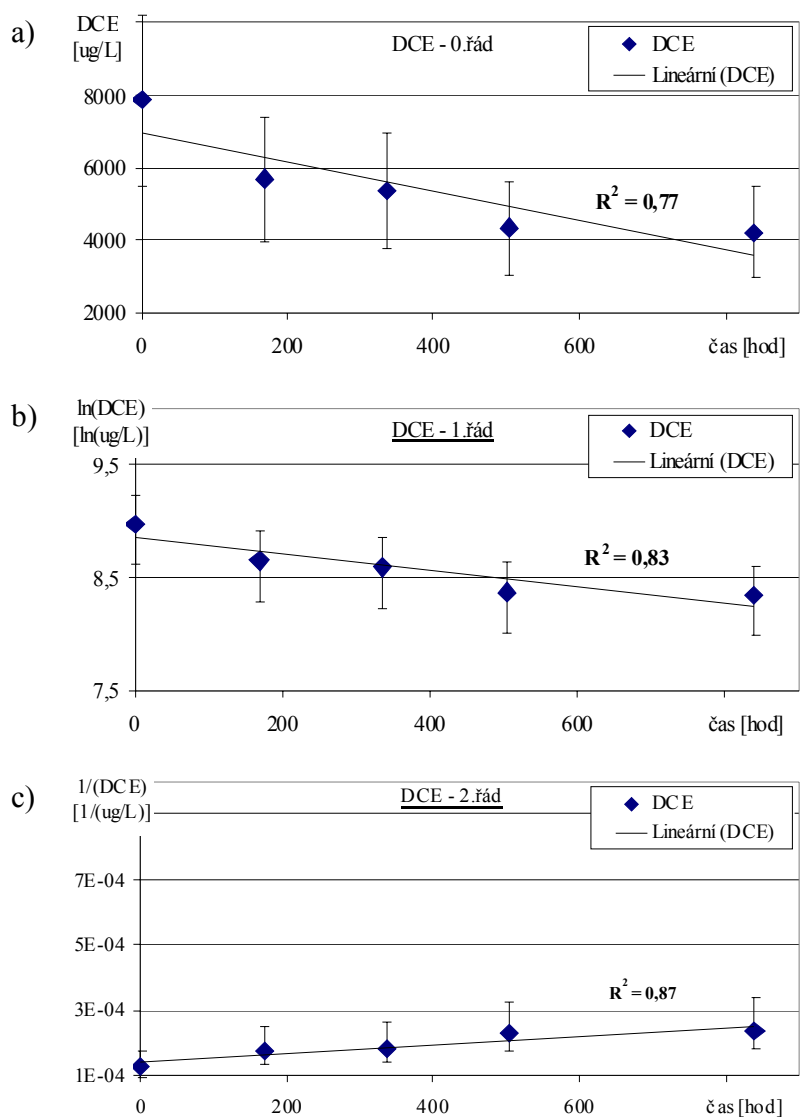 a)
DCE
[ug/L]
DCE - 0.řád
DCE
Lineární (DCE)
8000
6000
4000
2000
R² = 0,77
0
200
400
600
čas [hod]
b)
ln(DCE)
[ln(ug/L)]
DCE - 1.řád
DCE
Lineární (DCE)
9,5
8,5
7,5
R² = 0,83
0
200
400
600
čas [hod]
c)
1/(DCE)
[1/(ug/L)]
DCE - 2.řád
DCE
Lineární (DCE)
7E-04
5E-04
3E-04
1E-04
R² = 0,87
0
200
400
600
čas [hod]